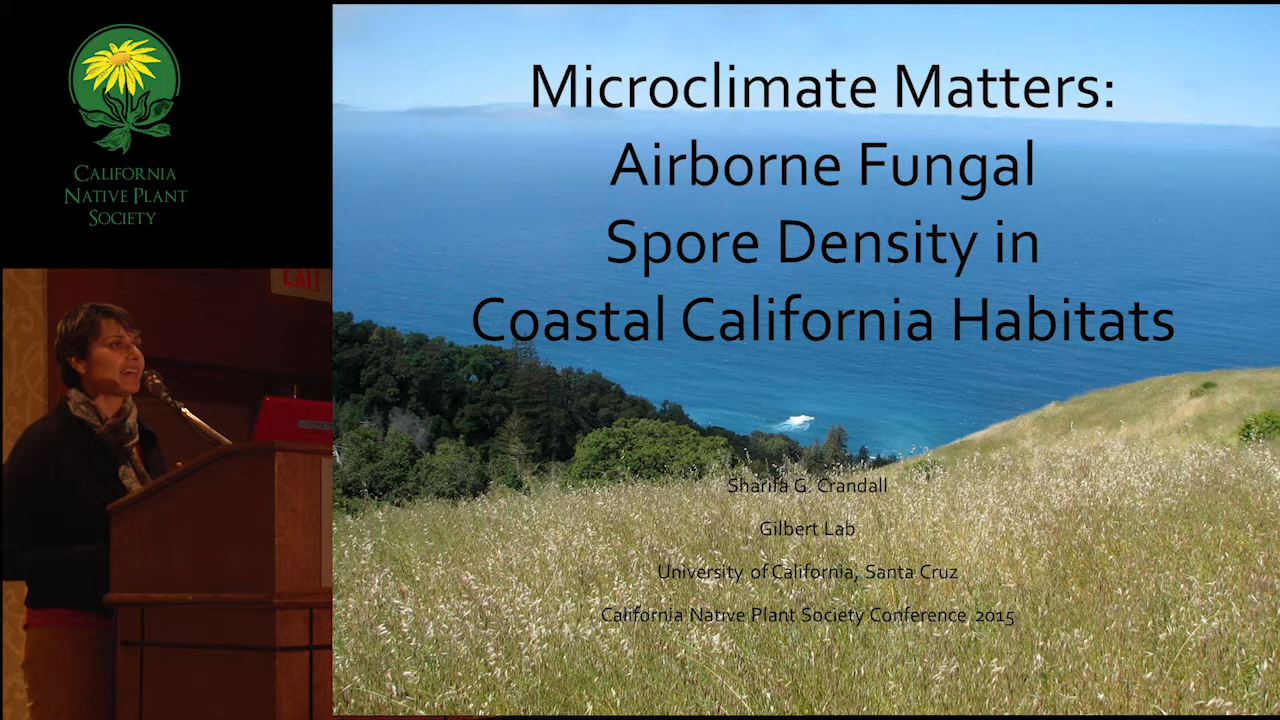 CALIFORNIA
NATIVE PLANT
SOCIETY
EXIT
Microclimate Matters:
Airborne Fungal
Spore Density in
Coastal California Habitats
Sharifa G. Crandall
Gilbert Lab
University of California, Santa Cruz
California Native Plant Society Conference 2015